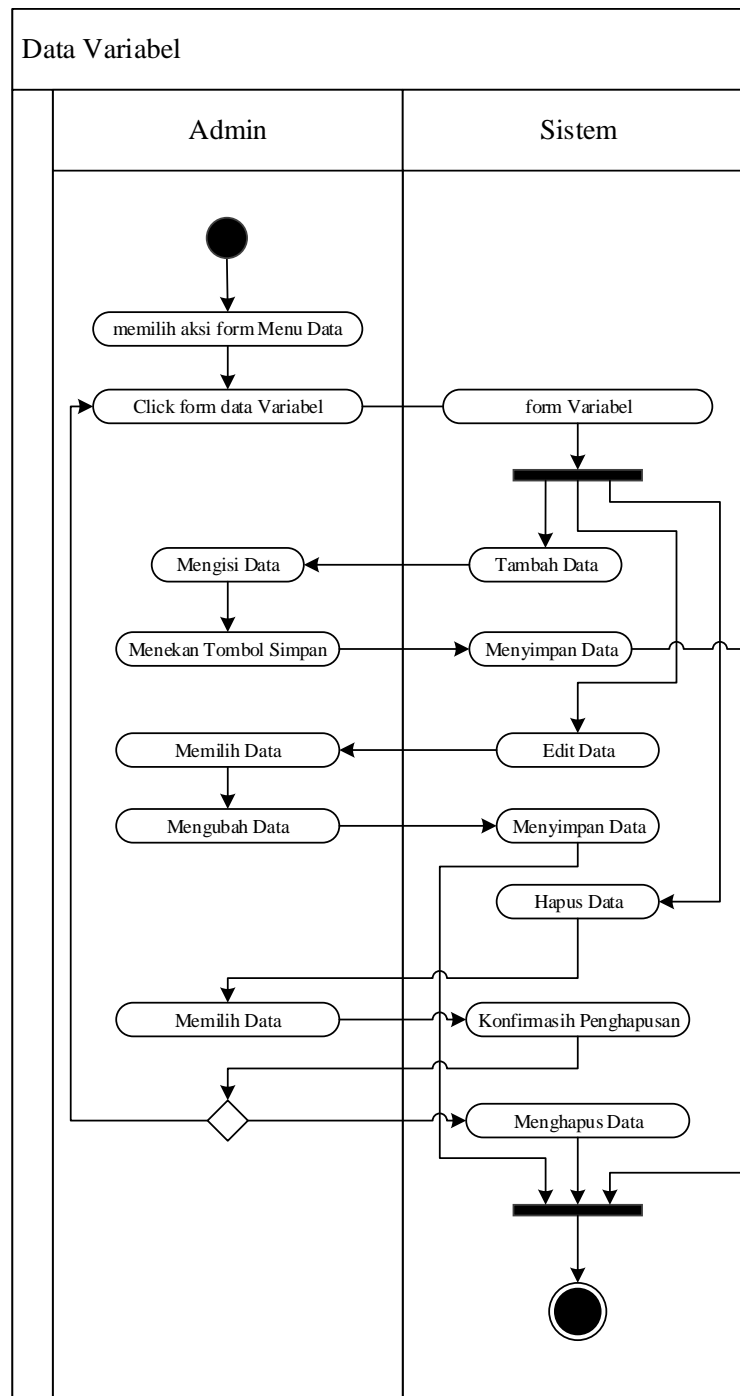 Data Variabel
Admin
Sistem
memilih aksi form Menu Data
Click form data Variabel
form Variabel
Mengisi Data
Tambah Data
Menekan Tombol Simpan
Menyimpan Data
Memilih Data
Edit Data
Mengubah Data
Menyimpan Data
Hapus Data
Memilih Data
Konfirmasih Penghapusan
Menghapus Data